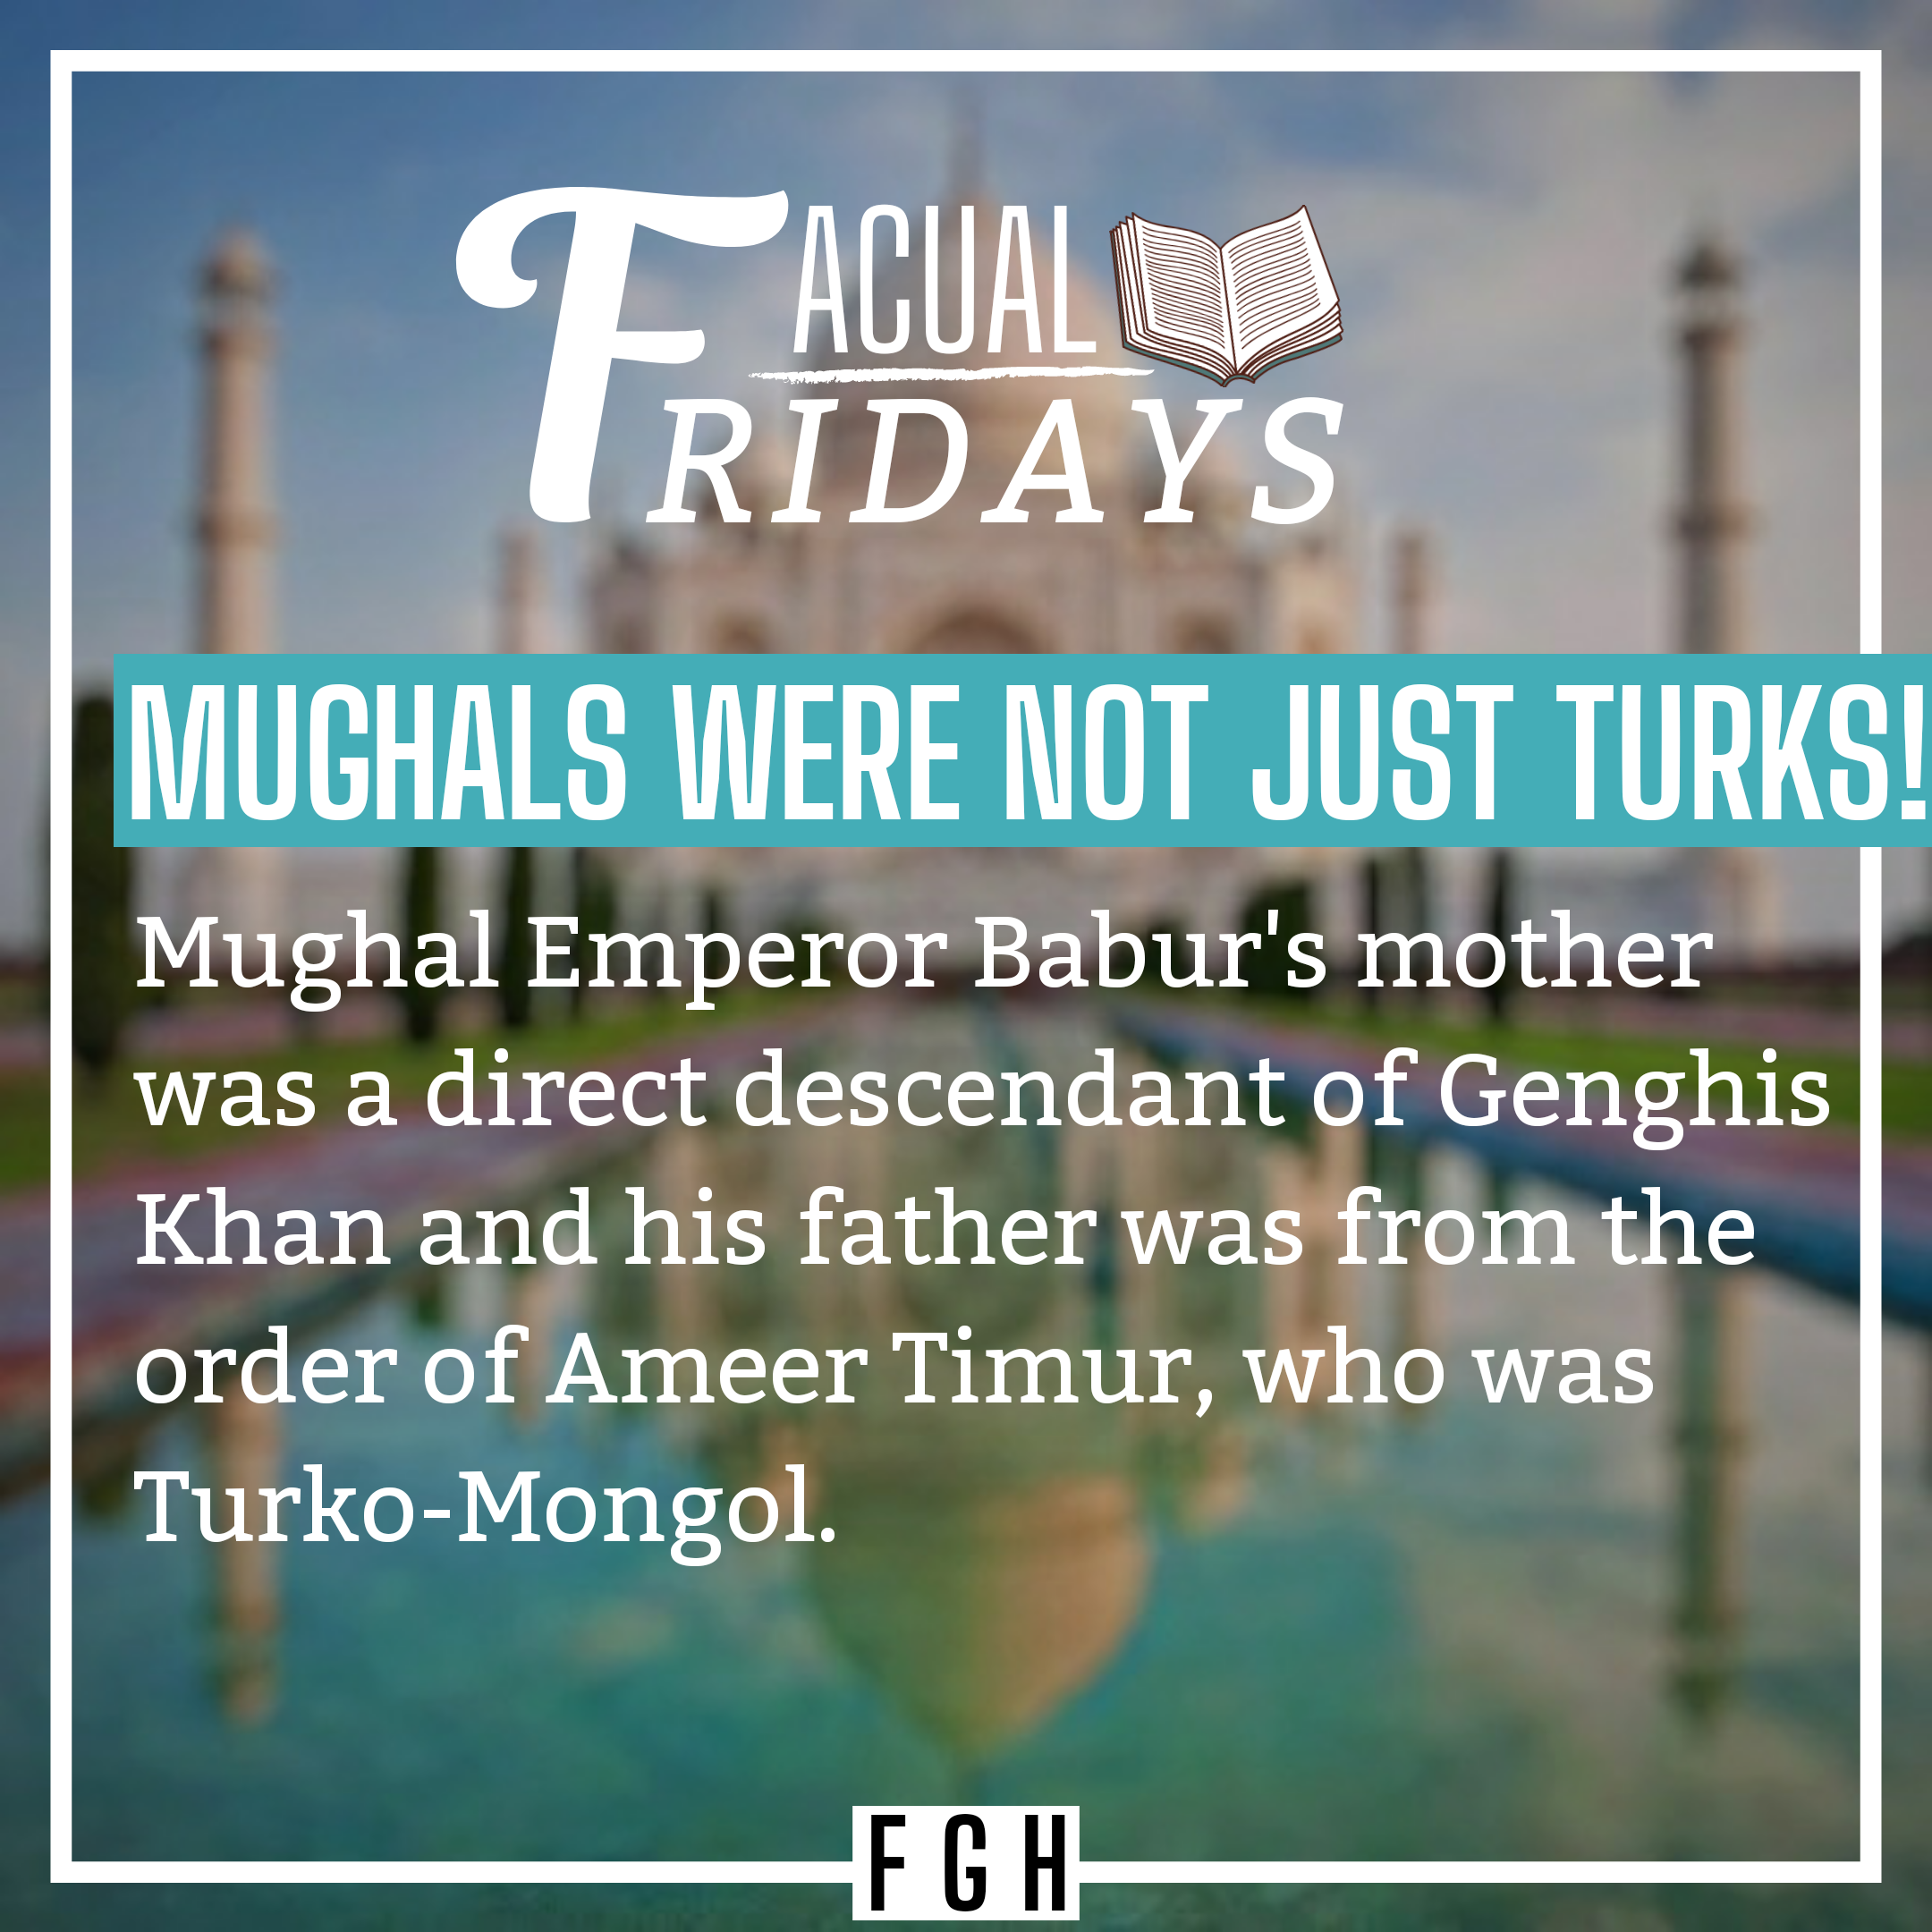 FACUAL
FRIDAYS
MUGHALS WERE NOT JUST TURKS!
Mughal Emperor Babur's mother
was a direct descendant of Genghis
Khan and his father was from the
order of Ameer Timur, who was
Turko-Mongol.
FGH